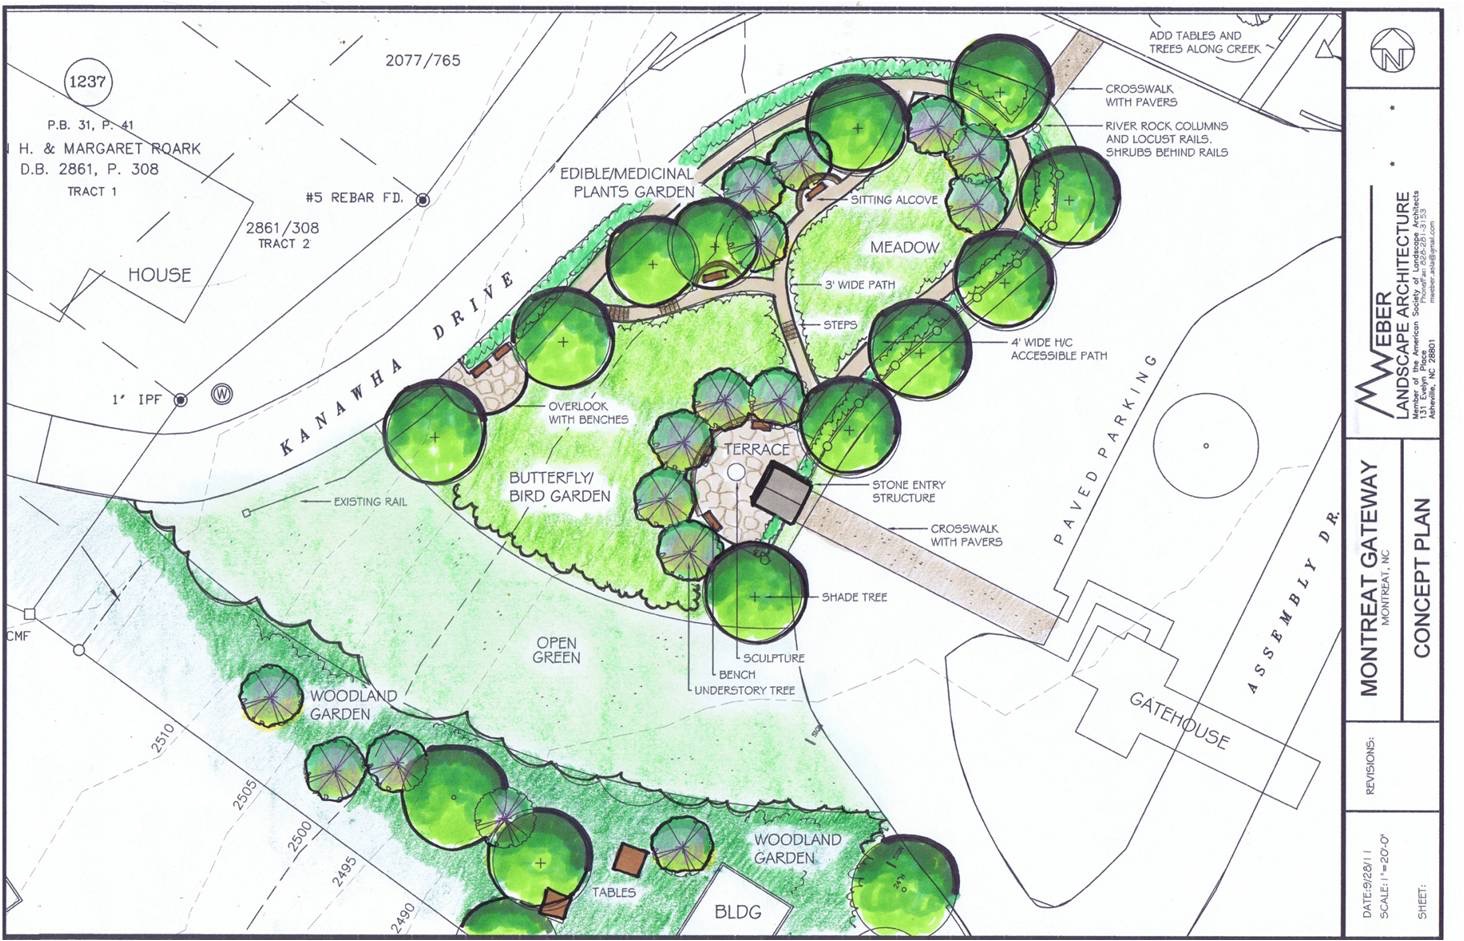 1237
P.B. 31, P. 41
H. & MARGARET ROARK
D.B. 2861, P. 308
TRACT 1
2077/765
#5 REBAR FD.
2861/308
TRACT 2
HOUSE
1" IPF
W
KANAWHA DRIVE
EDIBLE/MEDICINAL
PLANTS GARDEN
ADD TABLES AND
TREES ALONG CREEK
CROSSWALK
WITH PAVERS
RIVER ROCK COLUMNS
AND LOCUST RAILS.
SHRUBS BEHIND RAILS
SITTING ALCOVE
MEADOW
3' WIDE PATH
STEPS
4' WIDE H/C
ACCESSIBLE PATH
OVERLOOK
WITH BENCHES
TERRACE
BUTTERFLY/
BIRD GARDEN
STONE ENTRY
STRUCTURE
EXISTING RAIL
CROSSWALK
WITH PAVERS
PAVED PARKING
ASSEMBLY DR.
SHADE TREE
SCULPTURE
BENCH
UNDERSTORY TREE
OPEN
GREEN
CMF
WOODLAND
GARDEN
GATEHOUSE
2510
2505
2500
2495
2490
WOODLAND
GARDEN
TABLES
BLDG
N
WEBER
LANDSCAPE ARCHITECTURE
Member of the American Society of Landscape Architects
131 Evelyn Place
Asheville, NC 28801
MONTREAT GATEWAY
MONTREAT, NC
CONCEPT PLAN
REVISIONS:
DATE:9/28/11
SCALE: 1"=20'-0"
SHEET: